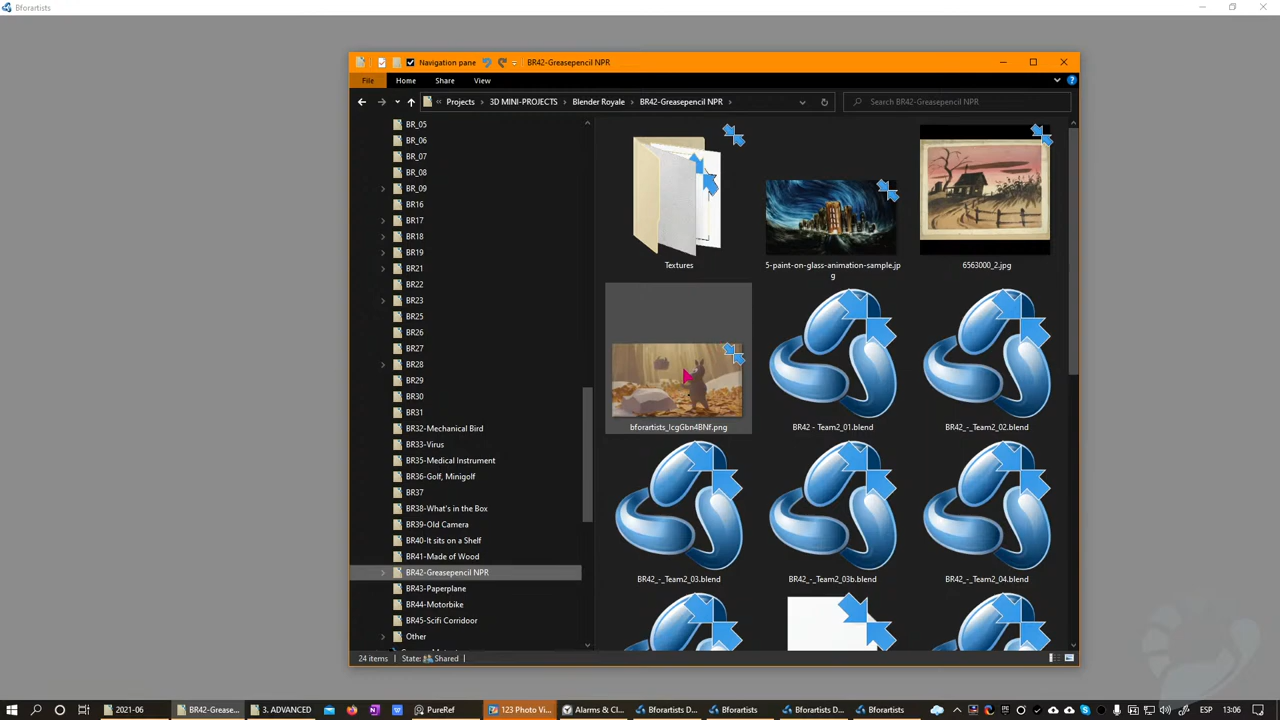 Bforartists
Navigation pane
BR42-Greasepencil NPR
File
Home
Share
View
Projects
3D MINI-PROJECTS
Blender Royale
BR42-Greasepencil NPR
Search BR42-Greasepencil NPR
BR_05
BR_06
BR_07
BR_08
BR_09
BR16
BR17
BR18
BR19
BR21
BR22
BR23
BR25
BR26
BR27
BR28
BR29
BR30
BR31
BR32-Mechanical Bird
BR33-Virus
BR35-Medical Instrument
BR36-Golf, Minigolf
BR37
BR38-What's in the Box
BR39-Old Camera
BR40-It sits on a Shelf
BR41-Made of Wood
BR42-Greasepencil NPR
BR43-Paperplane
BR44-Motorbike
BR45-Scifi Corridoor
Other
Textures
5-paint-on-glass-animation-sample.jp
g
6563000_2.jpg
bforartists_lcgGbn4BNf.png
BR42 - Team2_01.blend
BR42_-_Team2_02.blend
BR42_-_Team2_03.blend
BR42_-_Team2_03b.blend
BR42_-_Team2_04.blend
24 items
State:
Shared
2021-06
BR42-Grease...
3. ADVANCED
PureRef
123 Photo Vi...
Alarms & Cl...
Bforartists D...
Bforartists
Bforartists D...
Bforartists
ESP
13:06